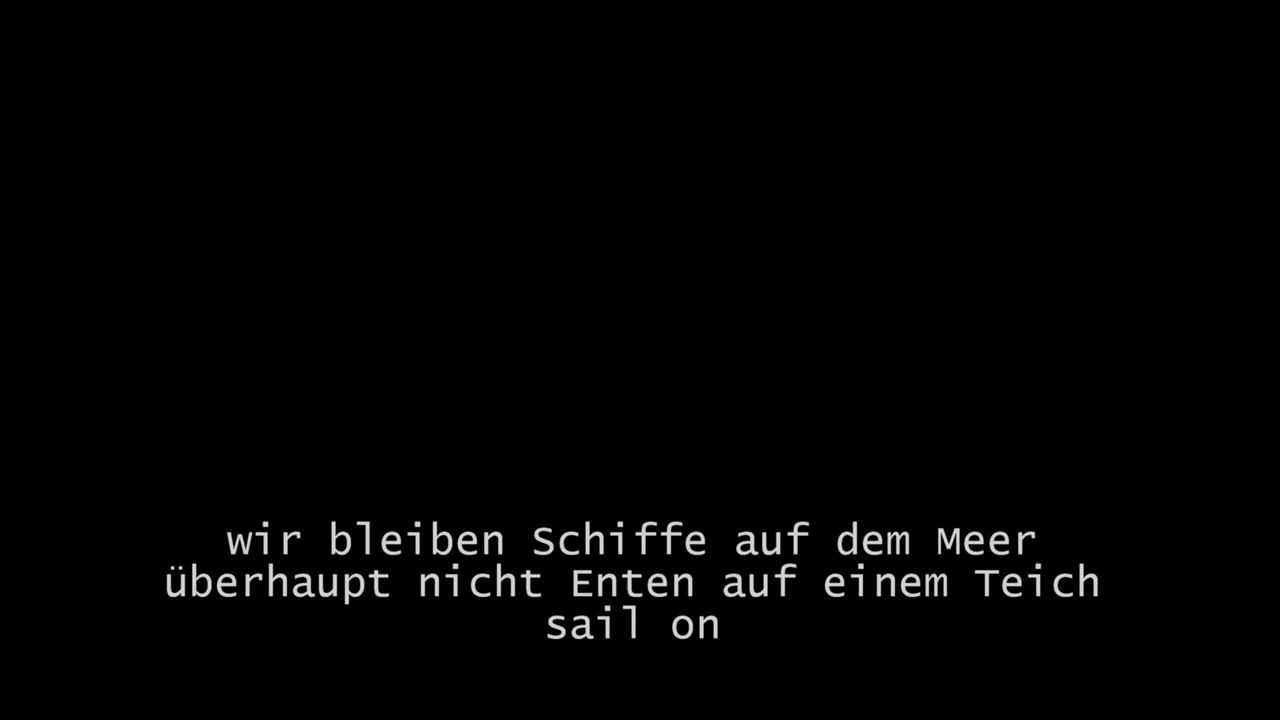 wir bleiben Schiffe auf dem Meer
überhaupt nicht Enten auf einem Teich
sail on